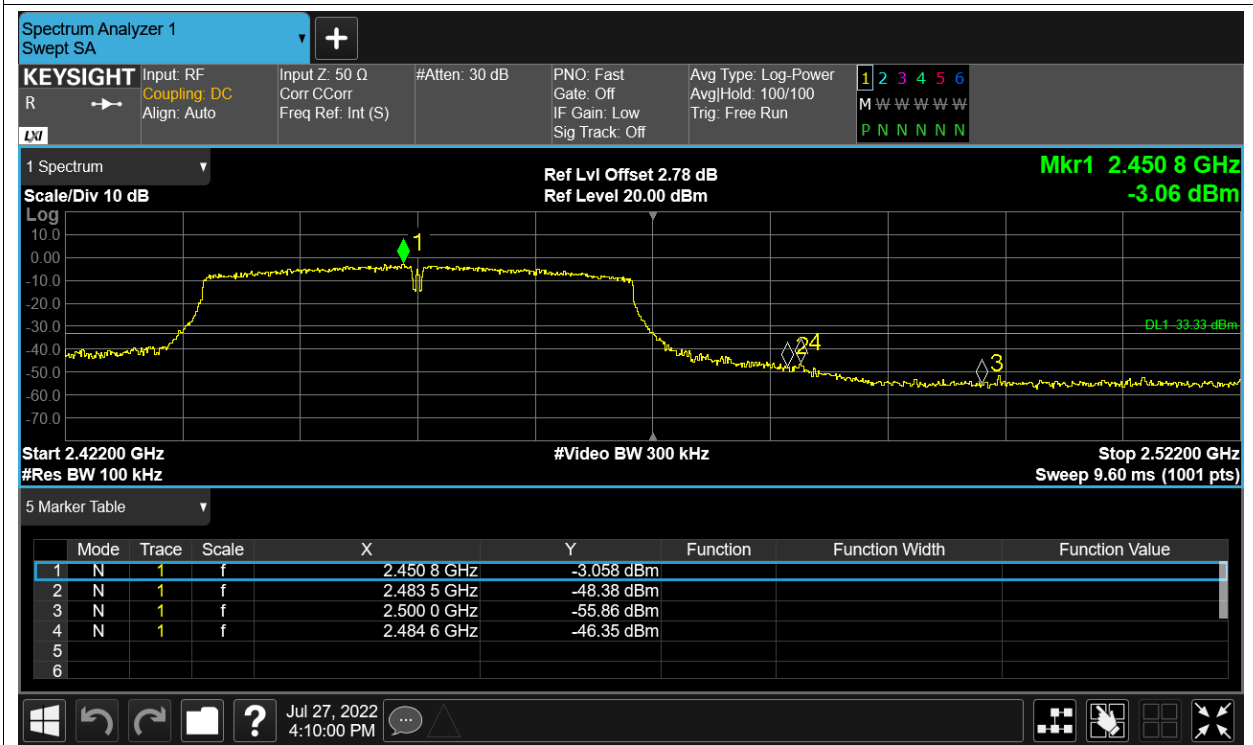 Spectrum Analyzer 1
Swept SA
KEYSIGHT
R
LXI
Input: RF
Coupling: DC
Align: Auto
Input Z: 50 Ω
Corr CCorr
Freq Ref: Int (S)
#Atten: 30 dB
PNO: Fast
Gate: Off
IF Gain: Low
Sig Track: Off
Avg Type: Log-Power
Avg|Hold: 100/100
Trig: Free Run
1 2 3 4 5 6
M W W W W W
P N N N N N
1 Spectrum
Scale/Div 10 dB
Ref Lvl Offset 2.78 dB
Ref Level 20.00 dBm
Mkr1 2.450 8 GHz
-3.06 dBm
Log
10.0
0.00
-10.0
-20.0
-30.0
-40.0
-50.0
-60.0
-70.0
1
2 4
3
DL1 -33.33 dBm
Start 2.42200 GHz
#Res BW 100 kHz
#Video BW 300 kHz
Stop 2.52200 GHz
Sweep 9.60 ms (1001 pts)
5 Marker Table
Mode Trace Scale X Y Function Function Width Function Value
1 N 1 f 2.450 8 GHz -3.058 dBm
2 N 1 f 2.483 5 GHz -48.38 dBm
3 N 1 f 2.500 0 GHz -55.86 dBm
4 N 1 f 2.484 6 GHz -46.35 dBm
5
6
?
Jul 27, 2022
4:10:00 PM